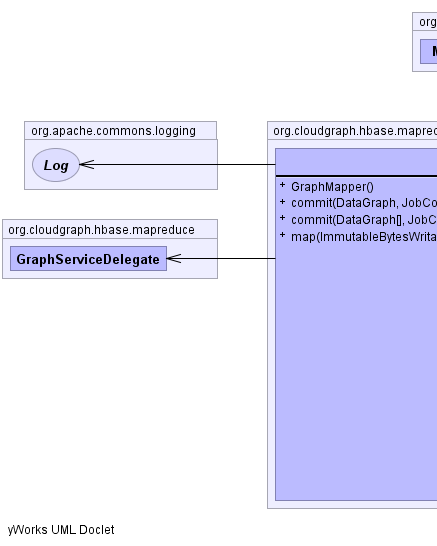 org
M
org.apache.commons.logging
Log
org.cloudgraph.hbase.mapred
GraphMapper()
commit(DataGraph, JobCo
commit(DataGraph[], JobC
map(ImmutableBytesWrita
org.cloudgraph.hbase.mapreduce
GraphServiceDelegate
yWorks UML Doclet